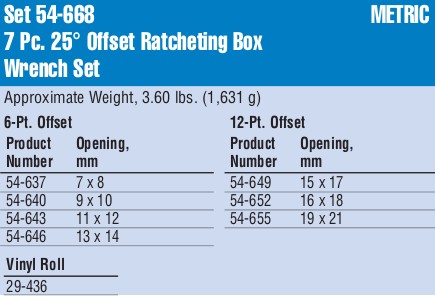 Set 54-668 METRIC
7 Pc. 25° Offset Ratcheting Box
Wrench Set
Approximate Weight, 3.60 lbs. (1,631 g)
6-Pt. Offset
Product Opening,
Number mm
54-637 7 x 8
54-640 9 x 10
54-643 11 x 12
54-646 13 x 14
12-Pt. Offset
Product Opening,
Number mm
54-649 15 x 17
54-652 16 x 18
54-655 19 x 21
Vinyl Roll
29-436